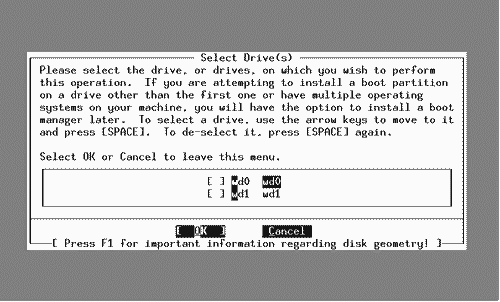 Select Drive(s)
Please select the drive, or drives, on which you wish to perform
this operation.  If you are attempting to install a boot partition
on a drive other than the first one or have multiple operating
systems on your machine, you will have the option to install a boot
manager later.  To select a drive, use the arrow keys to move to it
and press [SPACE].  To de-select it, press [SPACE] again.
Select OK or Cancel to leave this menu.
[ ] wd0  wd0
[ ] wd1  wd1
[ OK ]  Cancel
[ Press F1 for important information regarding disk geometry! ]